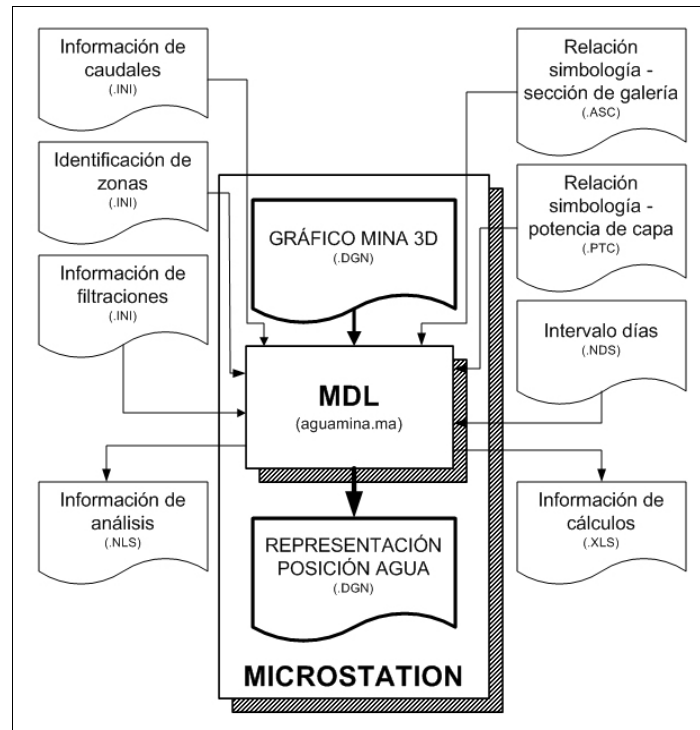 Información de
caudales
(.INI)
Identificación de
zonas
(.INI)
Información de
filtraciones
(.INI)
Información de
análisis
(.NLS)
GRÁFICO MINA 3D
(.DGN)
MDL
(aguamina.ma)
REPRESENTACIÓN
POSICIÓN AGUA
(.DGN)
MICROSTATION
Relación
simbología -
sección de galería
(.ASC)
Relación
simbología -
potencia de capa
(.PTC)
Intervalo días
(.NDS)
Información de
cálculos
(.XLS)